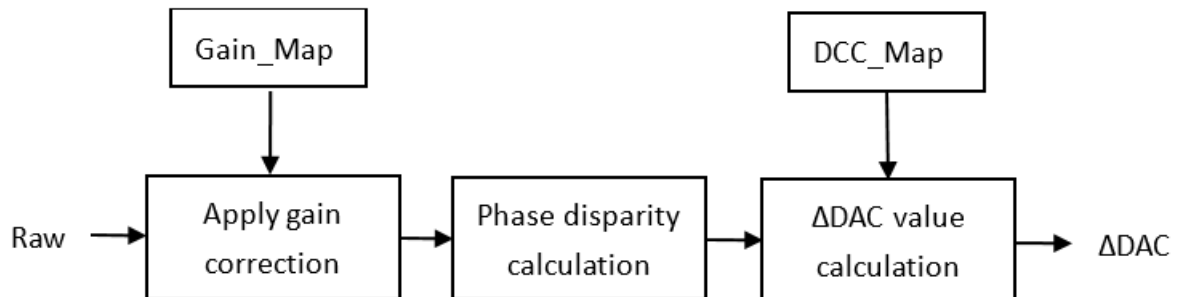 Gain_Map
DCC_Map
Raw
Apply gain
correction
Phase disparity
calculation
ΔDAC value
calculation
ΔDAC